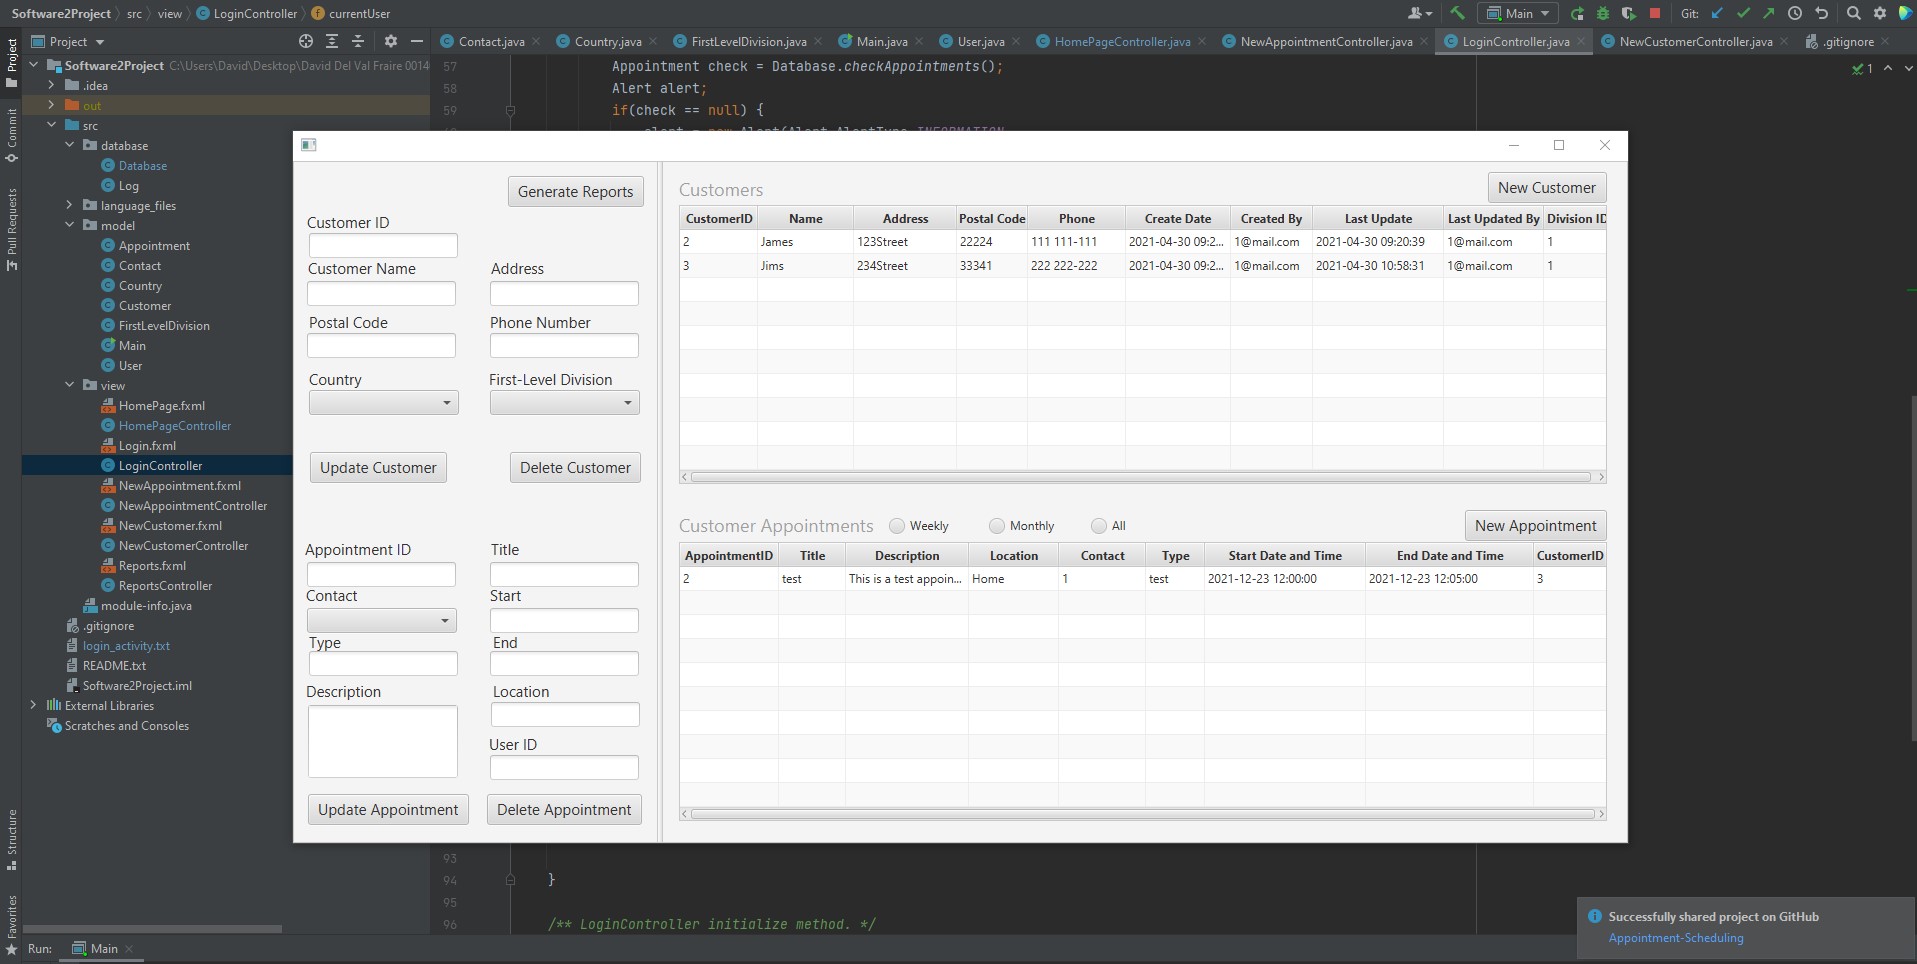 Software2Project src view LoginController currentUser
Main Git:
Project
Contact.java Country.java FirstLevelDivision.java Main.java User.java HomePageController.java NewAppointmentController.java LoginController.java NewCustomerController.java .gitignore
Project
Commit
Pull Requests
Structure
Favorites
Software2Project C:\Users\David\Desktop\David Del Val Fraire 0014
.idea
out
src
database
Database
Log
language_files
model
Appointment
Contact
Country
Customer
FirstLevelDivision
Main
User
view
HomePage.fxml
HomePageController
Login.fxml
LoginController
NewAppointment.fxml
NewAppointmentController
NewCustomer.fxml
NewCustomerController
Reports.fxml
ReportsController
module-info.java
.gitignore
login_activity.txt
README.txt
Software2Project.iml
External Libraries
Scratches and Consoles
57 Appointment check = Database.checkAppointments();
58 Alert alert;
59 if(check == null) {
1
Generate Reports
Customer ID
Customer Name Address
Postal Code Phone Number
Country First-Level Division
Update Customer Delete Customer
Appointment ID Title
Contact Start
Type End
Description Location
User ID
Update Appointment Delete Appointment
Customers New Customer
CustomerID Name Address Postal Code Phone Create Date Created By Last Update Last Updated By Division ID
2 James 123Street 22224 111 111-111 2021-04-30 09:2... 1@mail.com 2021-04-30 09:20:39 1@mail.com 1
3 Jims 234Street 33341 222 222-222 2021-04-30 09:2... 1@mail.com 2021-04-30 10:58:31 1@mail.com 1
Customer Appointments Weekly Monthly All New Appointment
AppointmentID Title Description Location Contact Type Start Date and Time End Date and Time CustomerID
2 test This is a test appoin... Home 1 test 2021-12-23 12:00:00 2021-12-23 12:05:00 3
93
94 }
95
96 /** LoginController initialize method. */
Successfully shared project on GitHub
Appointment-Scheduling
Run: Main